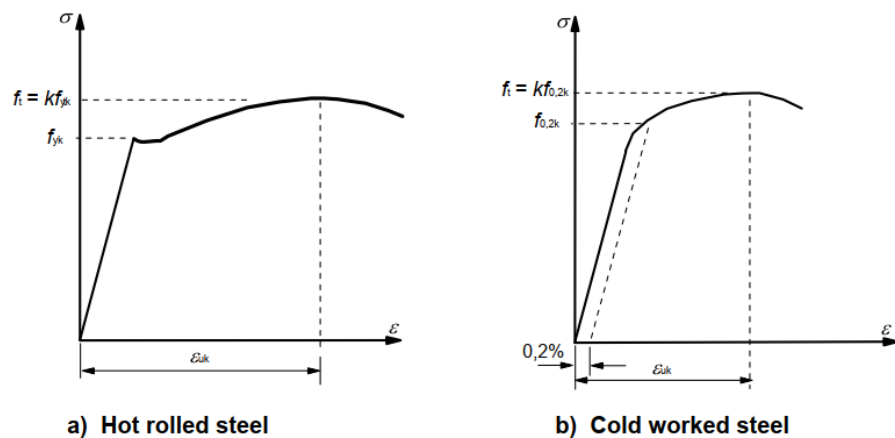 σ
fₜ = kfyk
fyk
ε
εuk
a) Hot rolled steel
σ
fₜ = kf0,2k
f0,2k
ε
0,2%
εuk
b) Cold worked steel